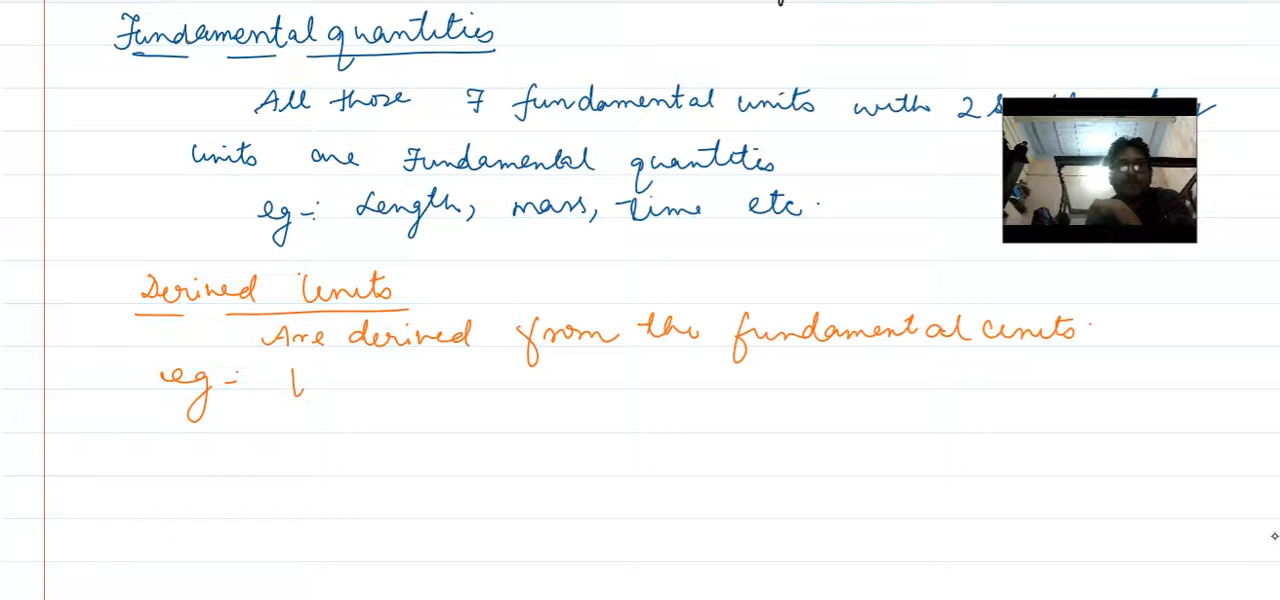 Fundamental quantities
All those 7 fundamental units with 2
units are Fundamental quantities
eg -: Length, mass, time etc.
Derived Units
Are derived from the fundamental units.
eg -